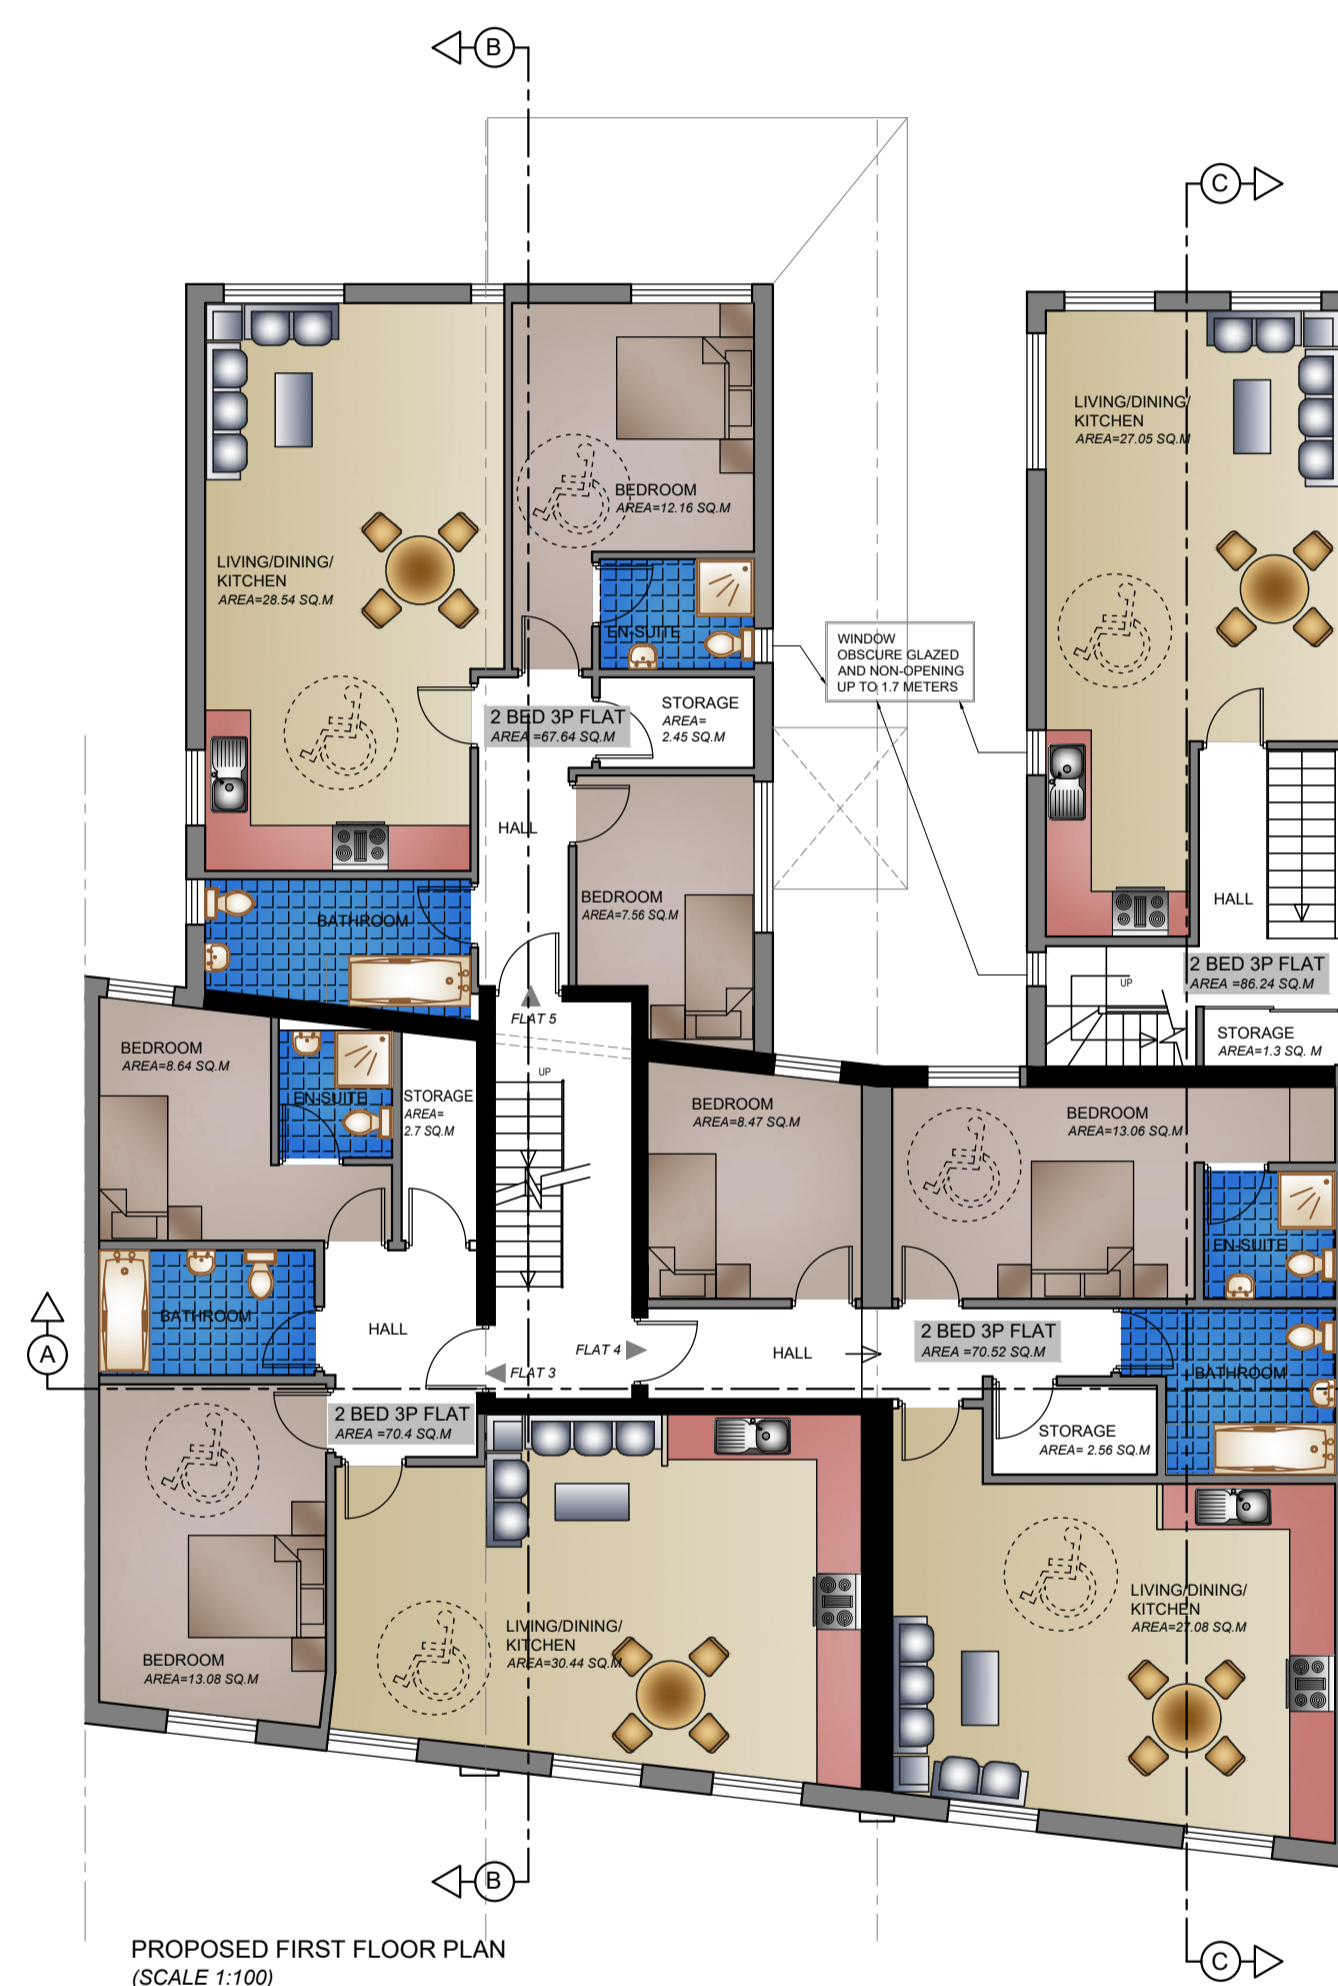 B
C
LIVING/DINING/
KITCHEN
AREA=27.05 SQ.M
BEDROOM
AREA=12.16 SQ.M
LIVING/DINING/
KITCHEN
AREA=28.54 SQ.M
EN-SUITE
WINDOW
OBSCURE GLAZED
AND NON-OPENING
UP TO 1.7 METERS
STORAGE
AREA=
2.45 SQ.M
2 BED 3P FLAT
AREA =67.64 SQ.M
HALL
BEDROOM
AREA=7.56 SQ.M
HALL
BATHROOM
2 BED 3P FLAT
AREA =86.24 SQ.M
UP
FLAT 5
STORAGE
AREA=1.3 SQ. M
BEDROOM
AREA=8.64 SQ.M
UP
EN-SUITE
STORAGE
AREA=
2.7 SQ.M
BEDROOM
AREA=8.47 SQ.M
BEDROOM
AREA=13.06 SQ.M
EN-SUITE
BATHROOM
HALL
A
FLAT 4
HALL
2 BED 3P FLAT
AREA =70.52 SQ.M
FLAT 3
BATHROOM
2 BED 3P FLAT
AREA =70.4 SQ.M
STORAGE
AREA= 2.56 SQ.M
LIVING/DINING/
KITCHEN
AREA=27.08 SQ.M
LIVING/DINING/
KITCHEN
AREA=30.44 SQ.M
BEDROOM
AREA=13.08 SQ.M
B
C
PROPOSED FIRST FLOOR PLAN
(SCALE 1:100)